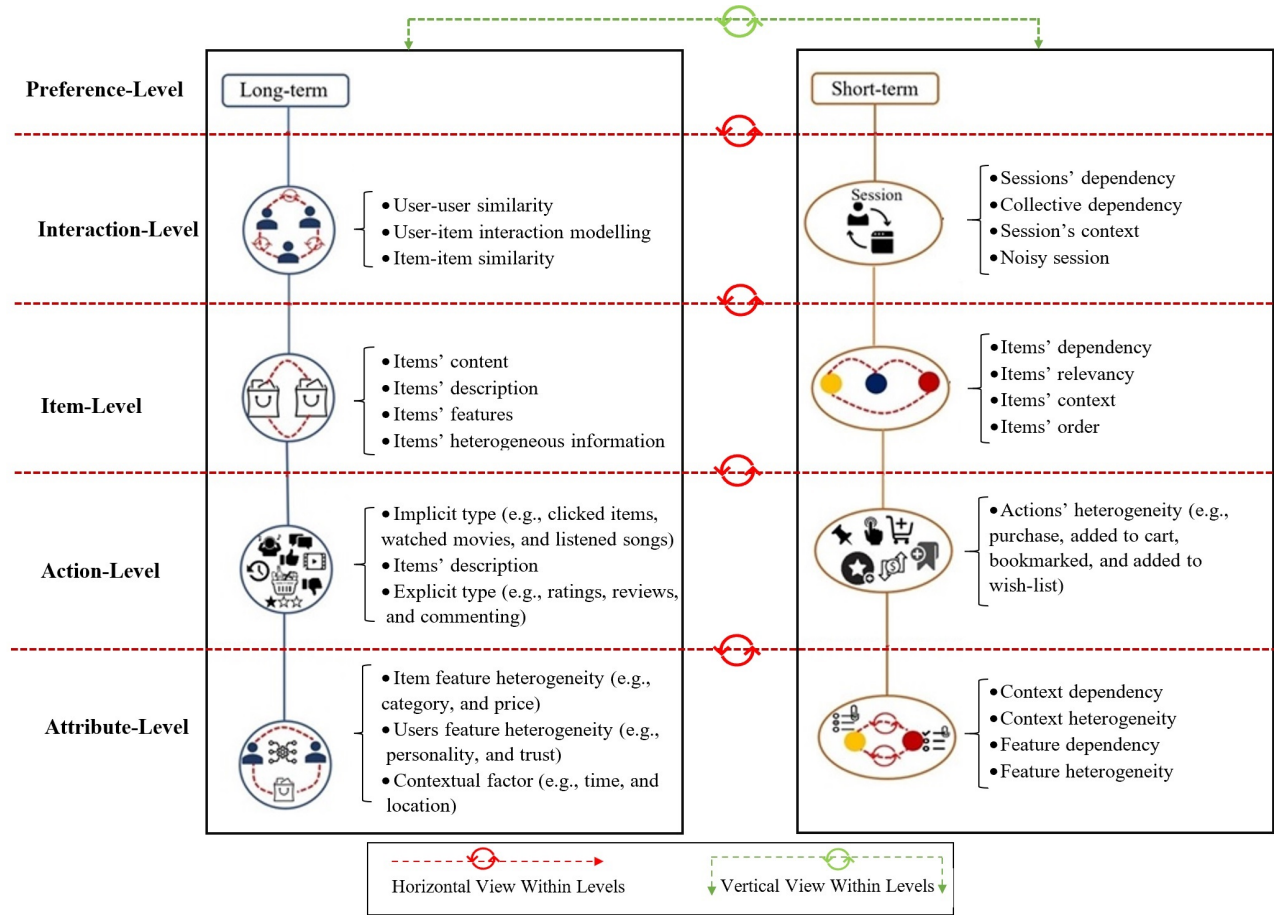 Preference-Level
Long-term
Short-term
Interaction-Level
• User-user similarity
• User-item interaction modelling
• Item-item similarity
Session
• Sessions' dependency
• Collective dependency
• Session's context
• Noisy session
Item-Level
• Items' content
• Items' description
• Items' features
• Items' heterogeneous information
• Items' dependency
• Items' relevancy
• Items' context
• Items' order
Action-Level
• Implicit type (e.g., clicked items,
watched movies, and listened songs)
• Items' description
• Explicit type (e.g., ratings, reviews,
and commenting)
• Actions' heterogeneity (e.g.,
purchase, added to cart,
bookmarked, and added to
wish-list)
Attribute-Level
• Item feature heterogeneity (e.g.,
category, and price)
• Users feature heterogeneity (e.g.,
personality, and trust)
• Contextual factor (e.g., time, and
location)
• Context dependency
• Context heterogeneity
• Feature dependency
• Feature heterogeneity
Horizontal View Within Levels
Vertical View Within Levels